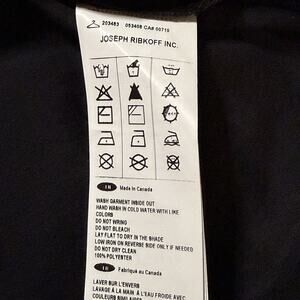 203483 053408 CA# 00719
JOSEPH RIBKOFF INC.
EN Made in Canada
WASH GARMENT INSIDE OUT
HAND WASH IN COLD WATER WITH LIKE
COLORS
DO NOT WRING
DO NOT BLEACH
LAY FLAT TO DRY IN THE SHADE
LOW IRON ON REVERSE SIDE ONLY IF NEEDED
DO NOT DRY CLEAN
100% POLYESTER
FR Fabriqué au Canada
LAVER SUR L'ENVERS
LAVAGE À LA MAIN À L'EAU FROIDE AVEC